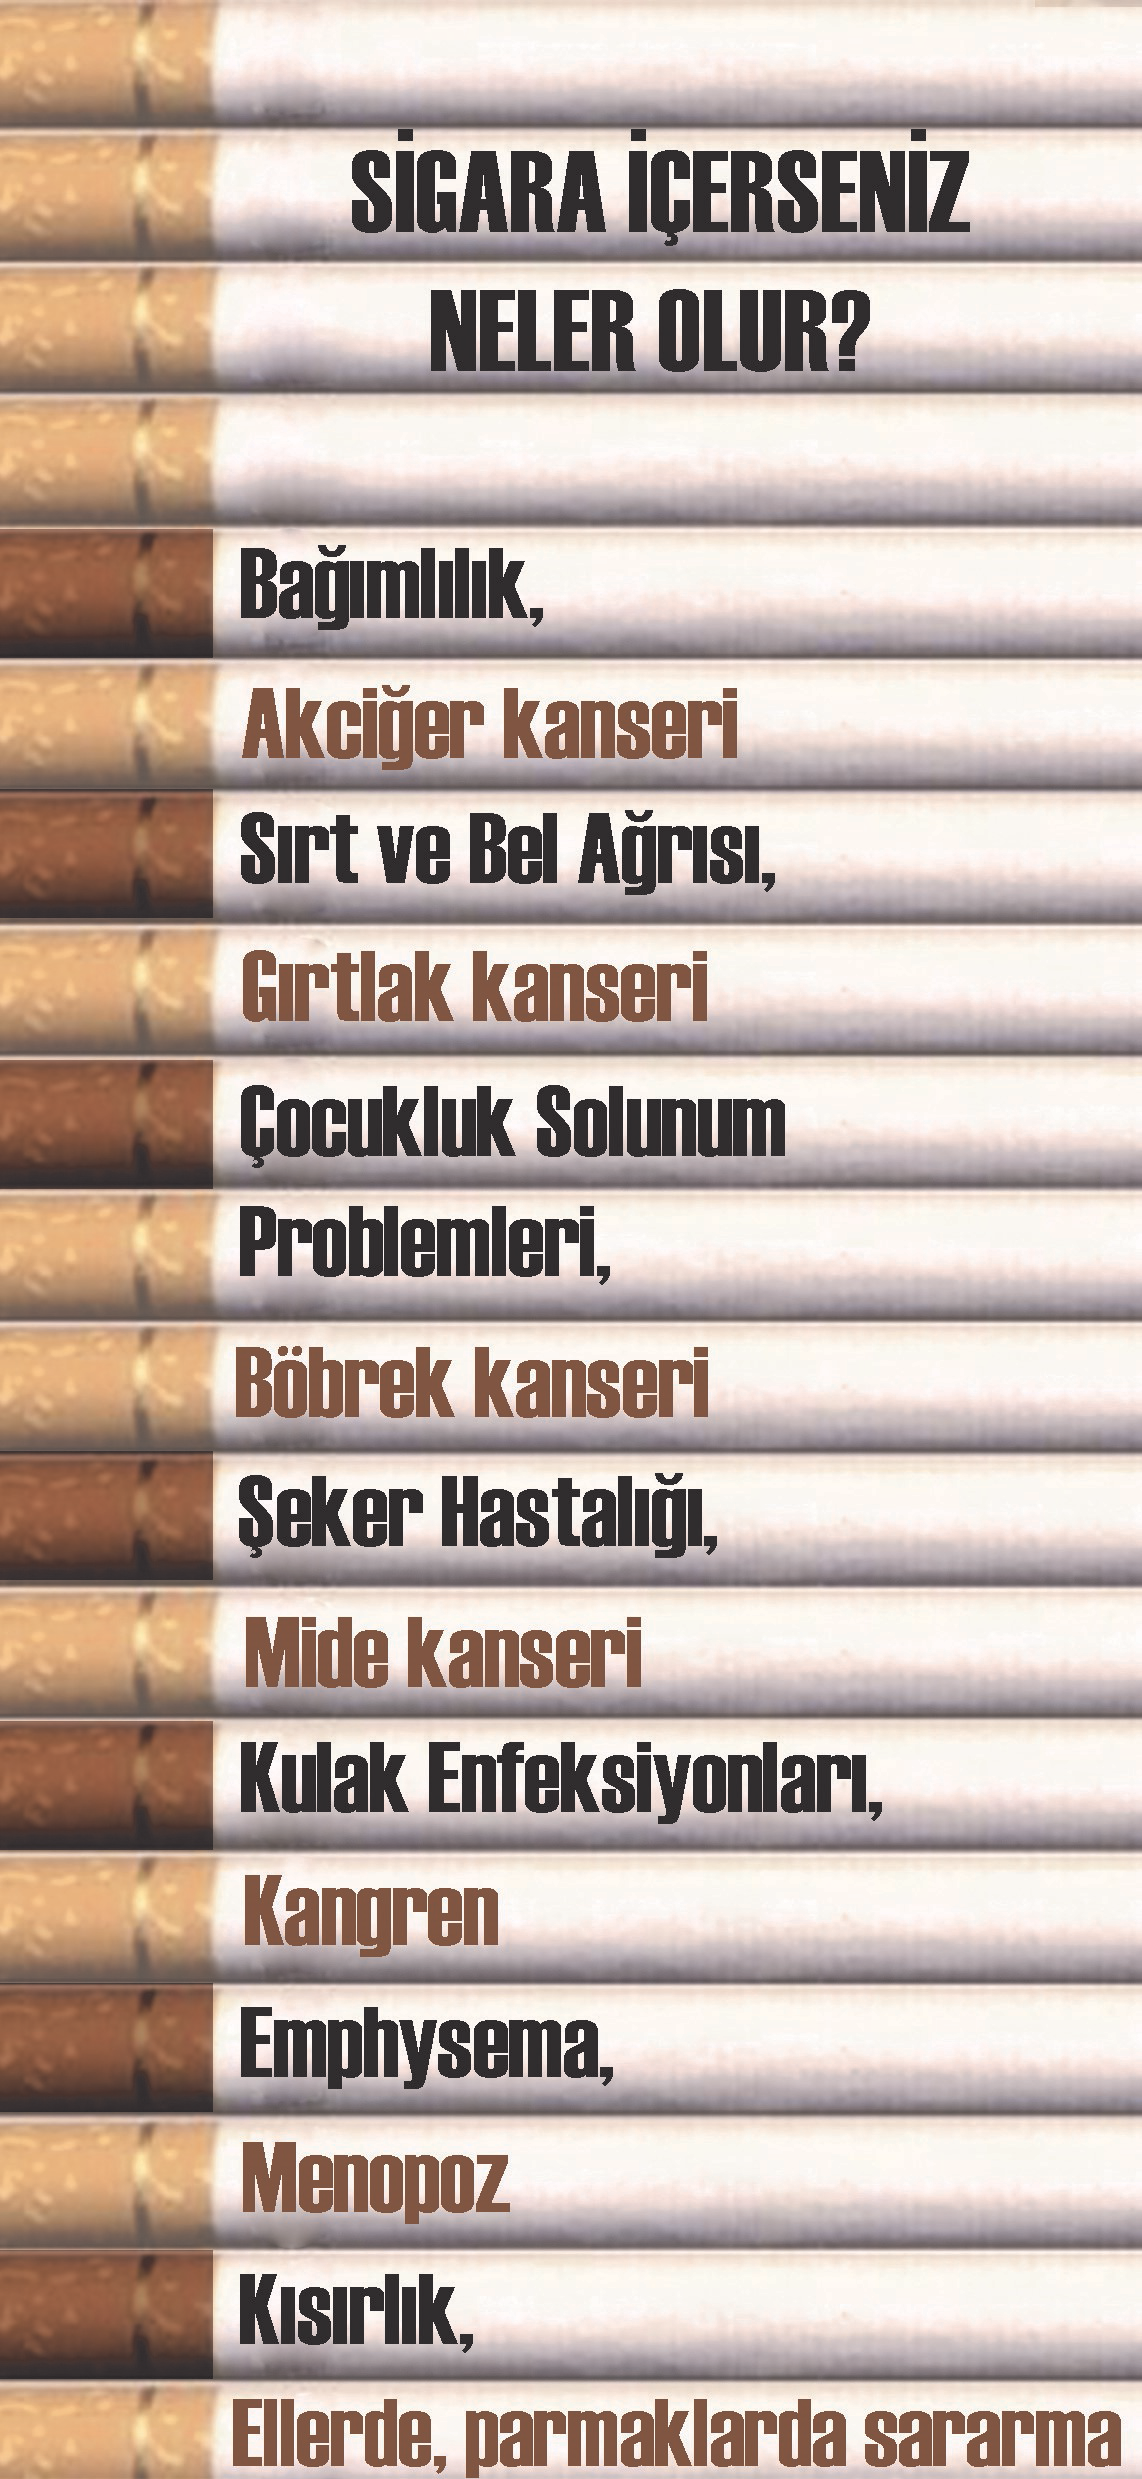 SİGARA İÇERSENİZ
NELER OLUR?
Bağımlılık,
Akciğer kanseri
Sırt ve Bel Ağrısı,
Gırtlak kanseri
Çocukluk Solunum
Problemleri,
Böbrek kanseri
Şeker Hastalığı,
Mide kanseri
Kulak Enfeksiyonları,
Kangren
Emphysema,
Menopoz
Kısırlık,
Ellerde, parmaklarda sararma